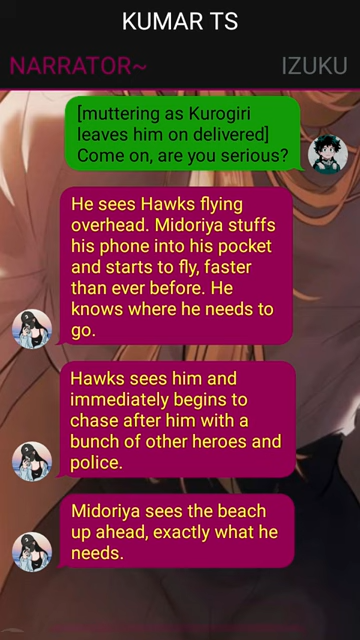 KUMAR TS
NARRATOR~
IZUKU
[muttering as Kurogiri
leaves him on delivered]
Come on, are you serious?
He sees Hawks flying
overhead. Midoriya stuffs
his phone into his pocket
and starts to fly, faster
than ever before. He
knows where he needs to
go.
Hawks sees him and
immediately begins to
chase after him with a
bunch of other heroes and
police.
Midoriya sees the beach
up ahead, exactly what he
needs.